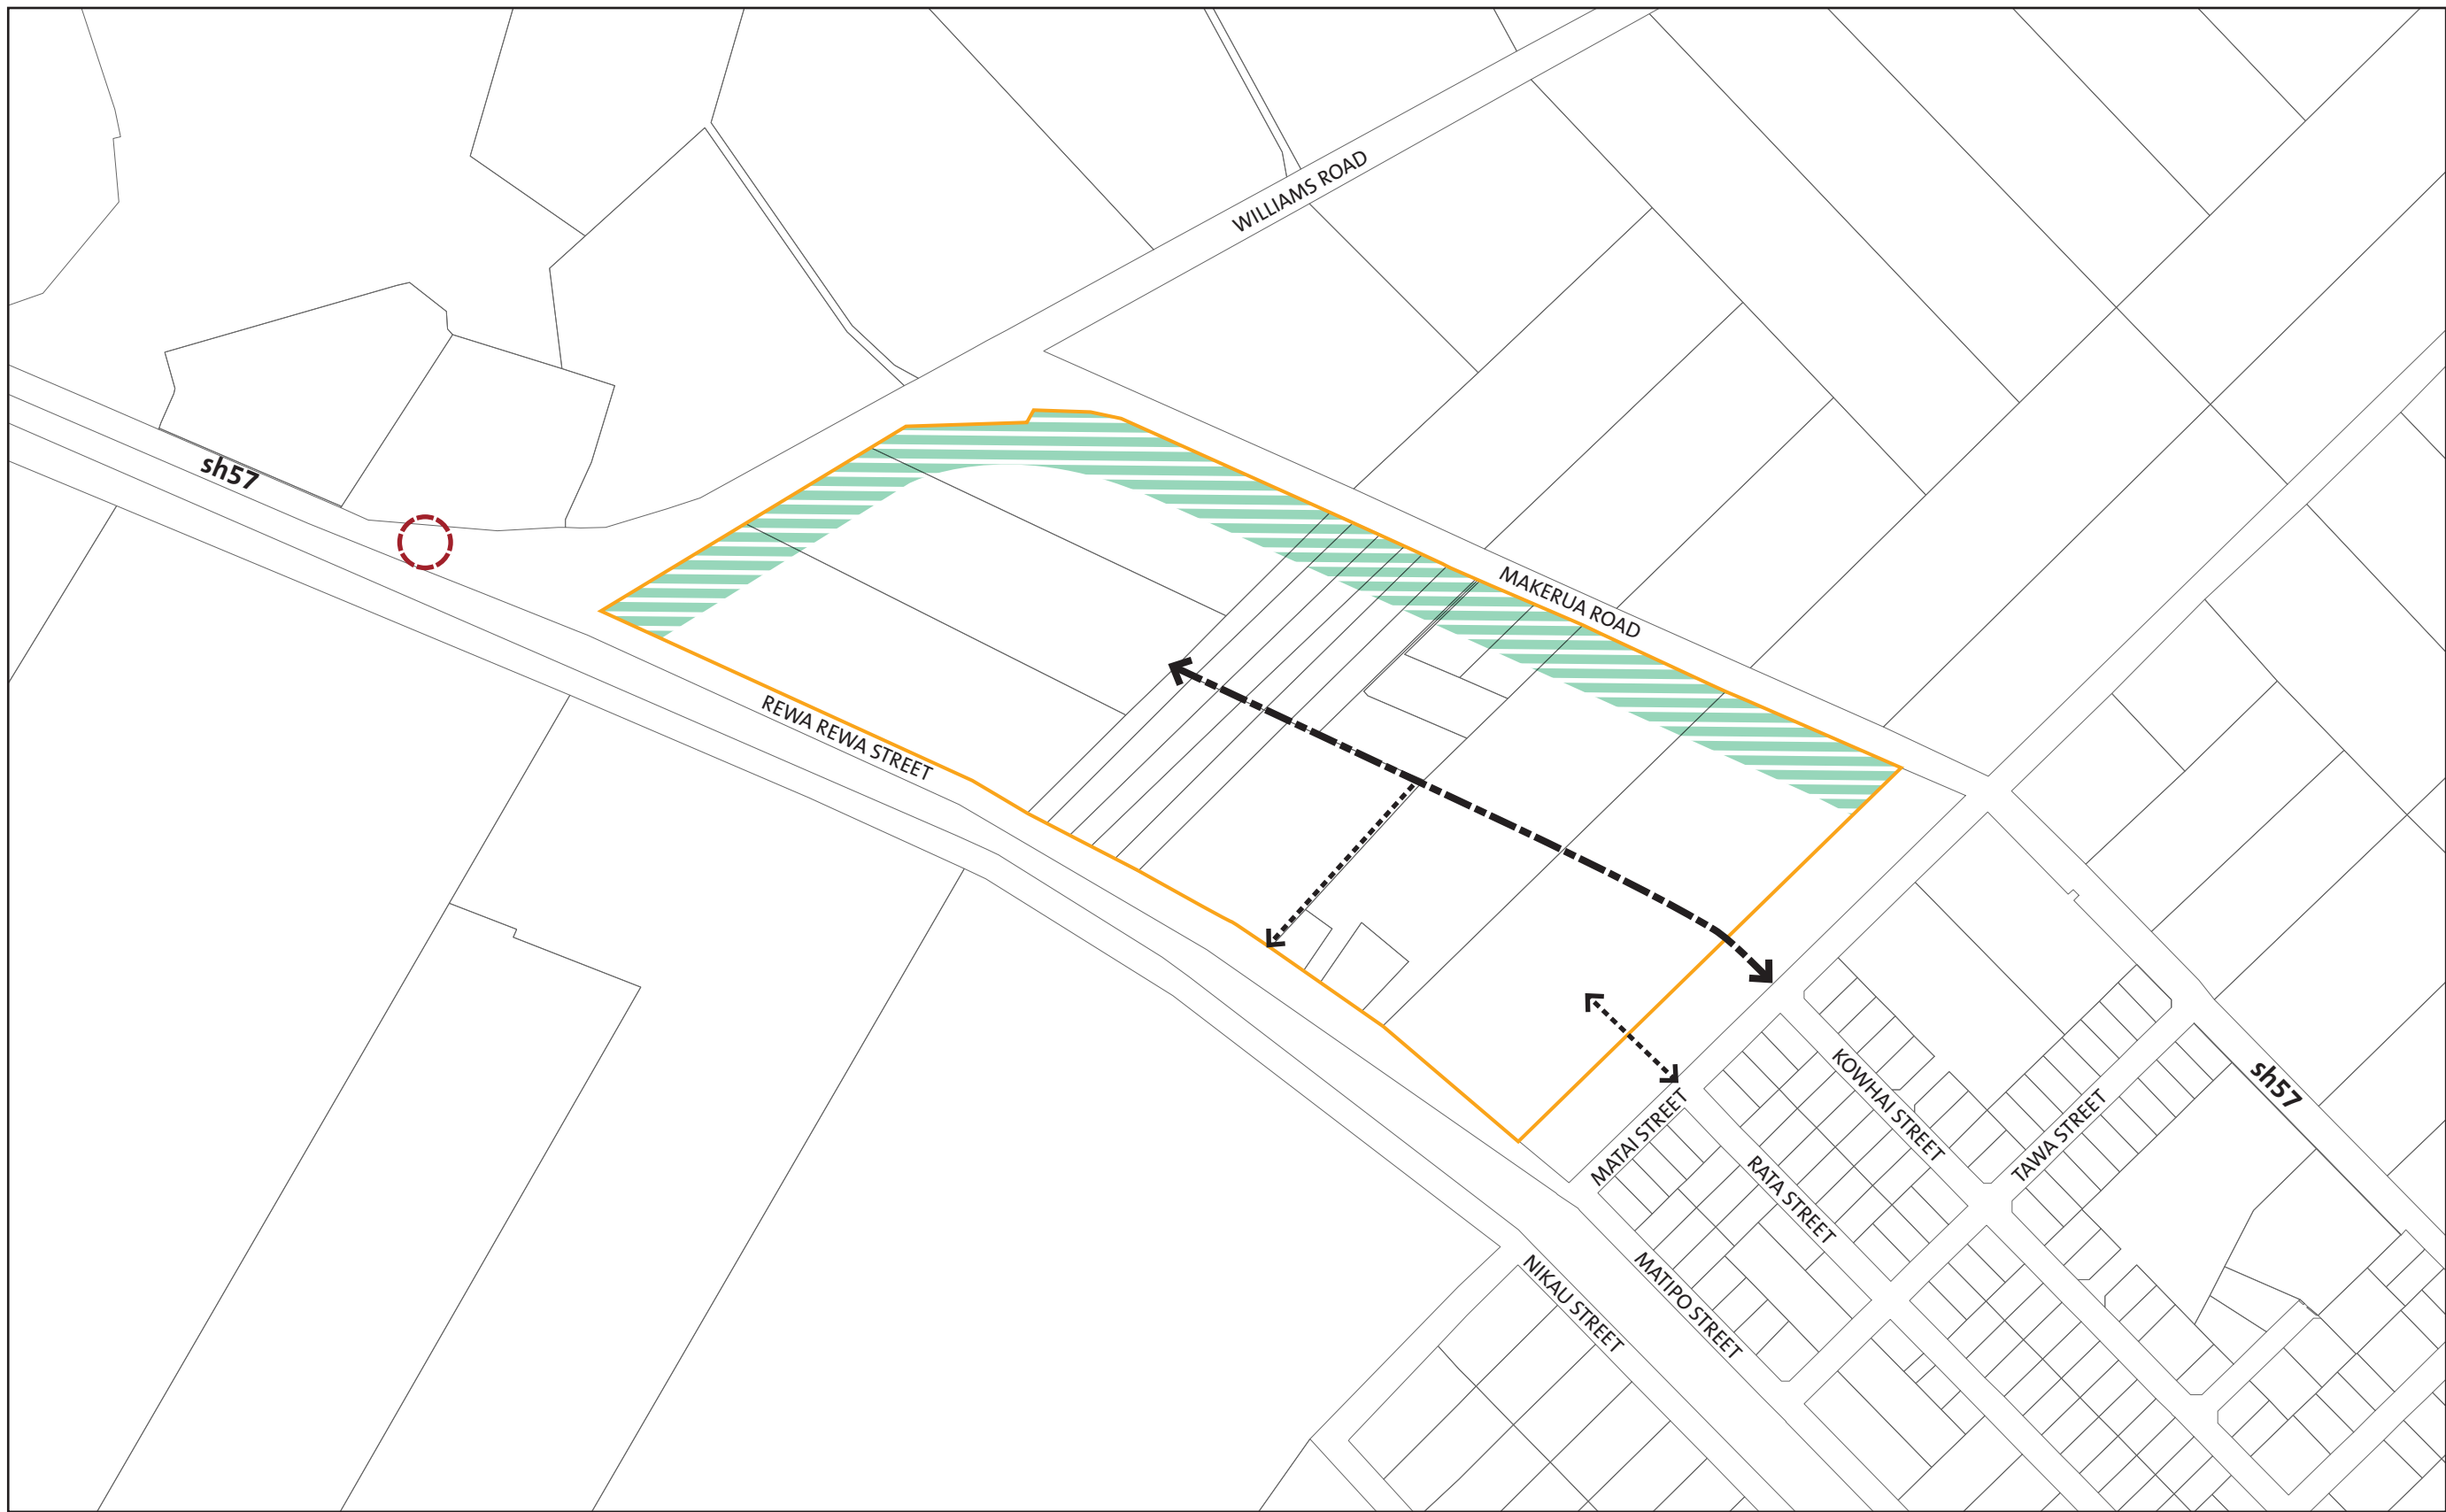 WILLIAMS ROAD
sh57
MAKERUA ROAD
REWA REWA STREET
KOWHAI STREET
sh57
MATAI STREET
TAWA STREET
RATA STREET
MATIPO STREET
NIKAU STREET